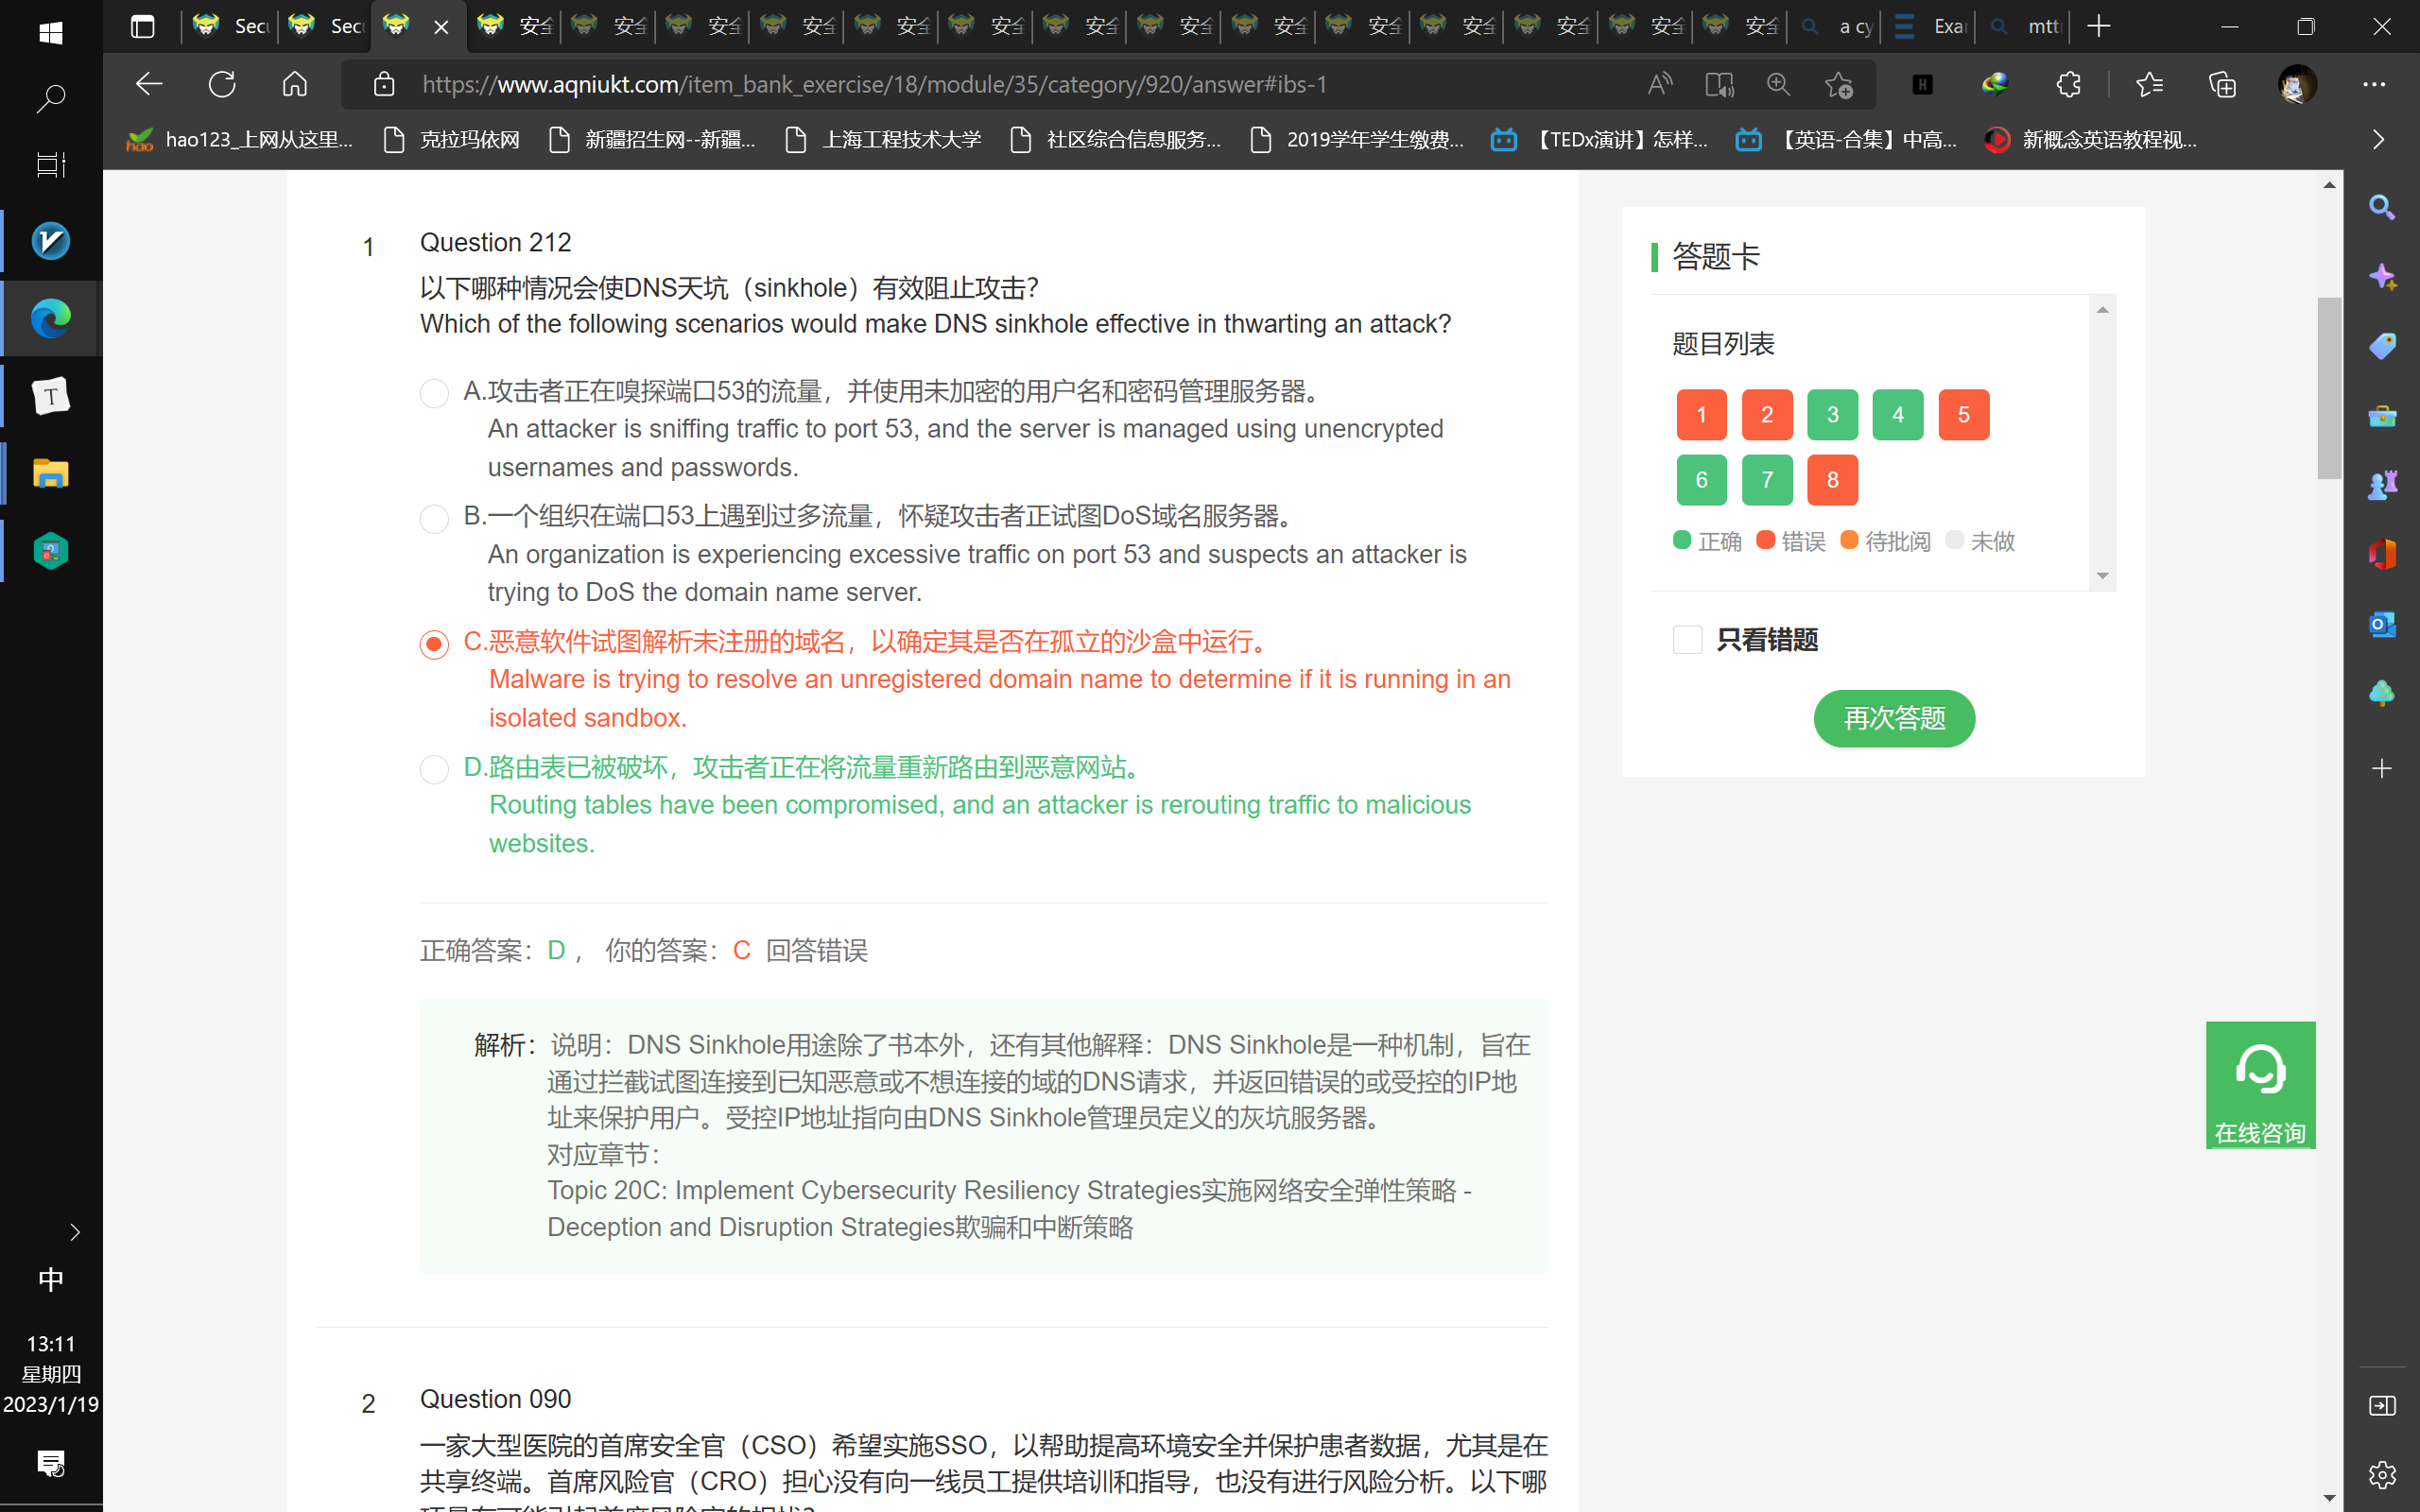 Secu
Sec
安全
安全
安全
安全
安全
安全
安全
安全
安全
安全
安全
安全
安全
安全
a cy
Exa
mtt
https://www.aqniukt.com/item_bank_exercise/18/module/35/category/920/answer#ibs-1
hao123_上网从这里...
克拉玛依网
新疆招生网--新疆...
上海工程技术大学
社区综合信息服务...
2019学年学生缴费...
【TEDx演讲】怎样...
【英语-合集】中高...
新概念英语教程视...
1
Question 212
以下哪种情况会使DNS天坑（sinkhole）有效阻止攻击？
Which of the following scenarios would make DNS sinkhole effective in thwarting an attack?
A.攻击者正在嗅探端口53的流量，并使用未加密的用户名和密码管理服务器。
An attacker is sniffing traffic to port 53, and the server is managed using unencrypted
usernames and passwords.
B.一个组织在端口53上遇到过多流量，怀疑攻击者正试图DoS域名服务器。
An organization is experiencing excessive traffic on port 53 and suspects an attacker is
trying to DoS the domain name server.
C.恶意软件试图解析未注册的域名，以确定其是否在孤立的沙盒中运行。
Malware is trying to resolve an unregistered domain name to determine if it is running in an
isolated sandbox.
D.路由表已被破坏，攻击者正在将流量重新路由到恶意网站。
Routing tables have been compromised, and an attacker is rerouting traffic to malicious
websites.
正确答案：D ， 你的答案：C 回答错误
解析：说明：DNS Sinkhole用途除了书本外，还有其他解释：DNS Sinkhole是一种机制，旨在
通过拦截试图连接到已知恶意或不想连接的域的DNS请求，并返回错误的或受控的IP地
址来保护用户。受控IP地址指向由DNS Sinkhole管理员定义的灰坑服务器。
对应章节：
Topic 20C: Implement Cybersecurity Resiliency Strategies实施网络安全弹性策略 -
Deception and Disruption Strategies欺骗和中断策略
2
Question 090
一家大型医院的首席安全官（CSO）希望实施SSO，以帮助提高环境安全并保护患者数据，尤其是在
共享终端。首席风险官（CRO）担心没有向一线员工提供培训和指导，也没有进行风险分析。以下哪
项最有可能引起首席风险官的担忧？
答题卡
题目列表
1 2 3 4 5
6 7 8
正确 错误 待批阅 未做
只看错题
再次答题
在线咨询
中
13:11
星期四
2023/1/19